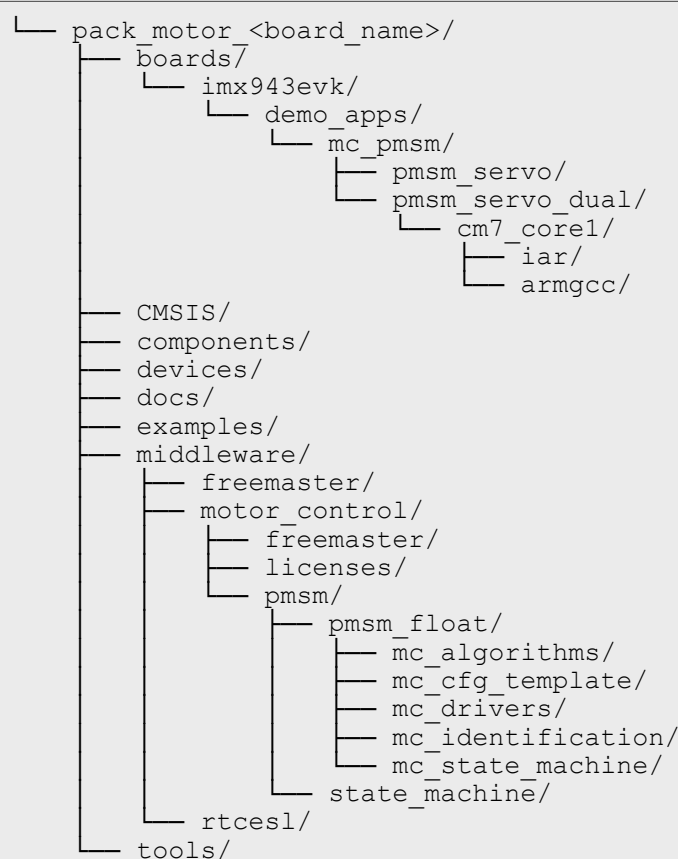 └── pack_motor_<board_name>/
    ├── boards/
    │   └── imx943evk/
    │       └── demo_apps/
    │           └── mc_pmsm/
    │               ├── pmsm_servo/
    │               └── pmsm_servo_dual/
    │                   └── cm7_core1/
    │                       ├── iar/
    │                       └── armgcc/
    ├── CMSIS/
    ├── components/
    ├── devices/
    ├── docs/
    ├── examples/
    ├── middleware/
    │   ├── freemaster/
    │   ├── motor_control/
    │   │   ├── freemaster/
    │   │   ├── licenses/
    │   │   └── pmsm/
    │   │       ├── pmsm_float/
    │   │       │   ├── mc_algorithms/
    │   │       │   ├── mc_cfg_template/
    │   │       │   ├── mc_drivers/
    │   │       │   ├── mc_identification/
    │   │       │   └── mc_state_machine/
    │   │       └── state_machine/
    │   └── rtcesl/
    └── tools/